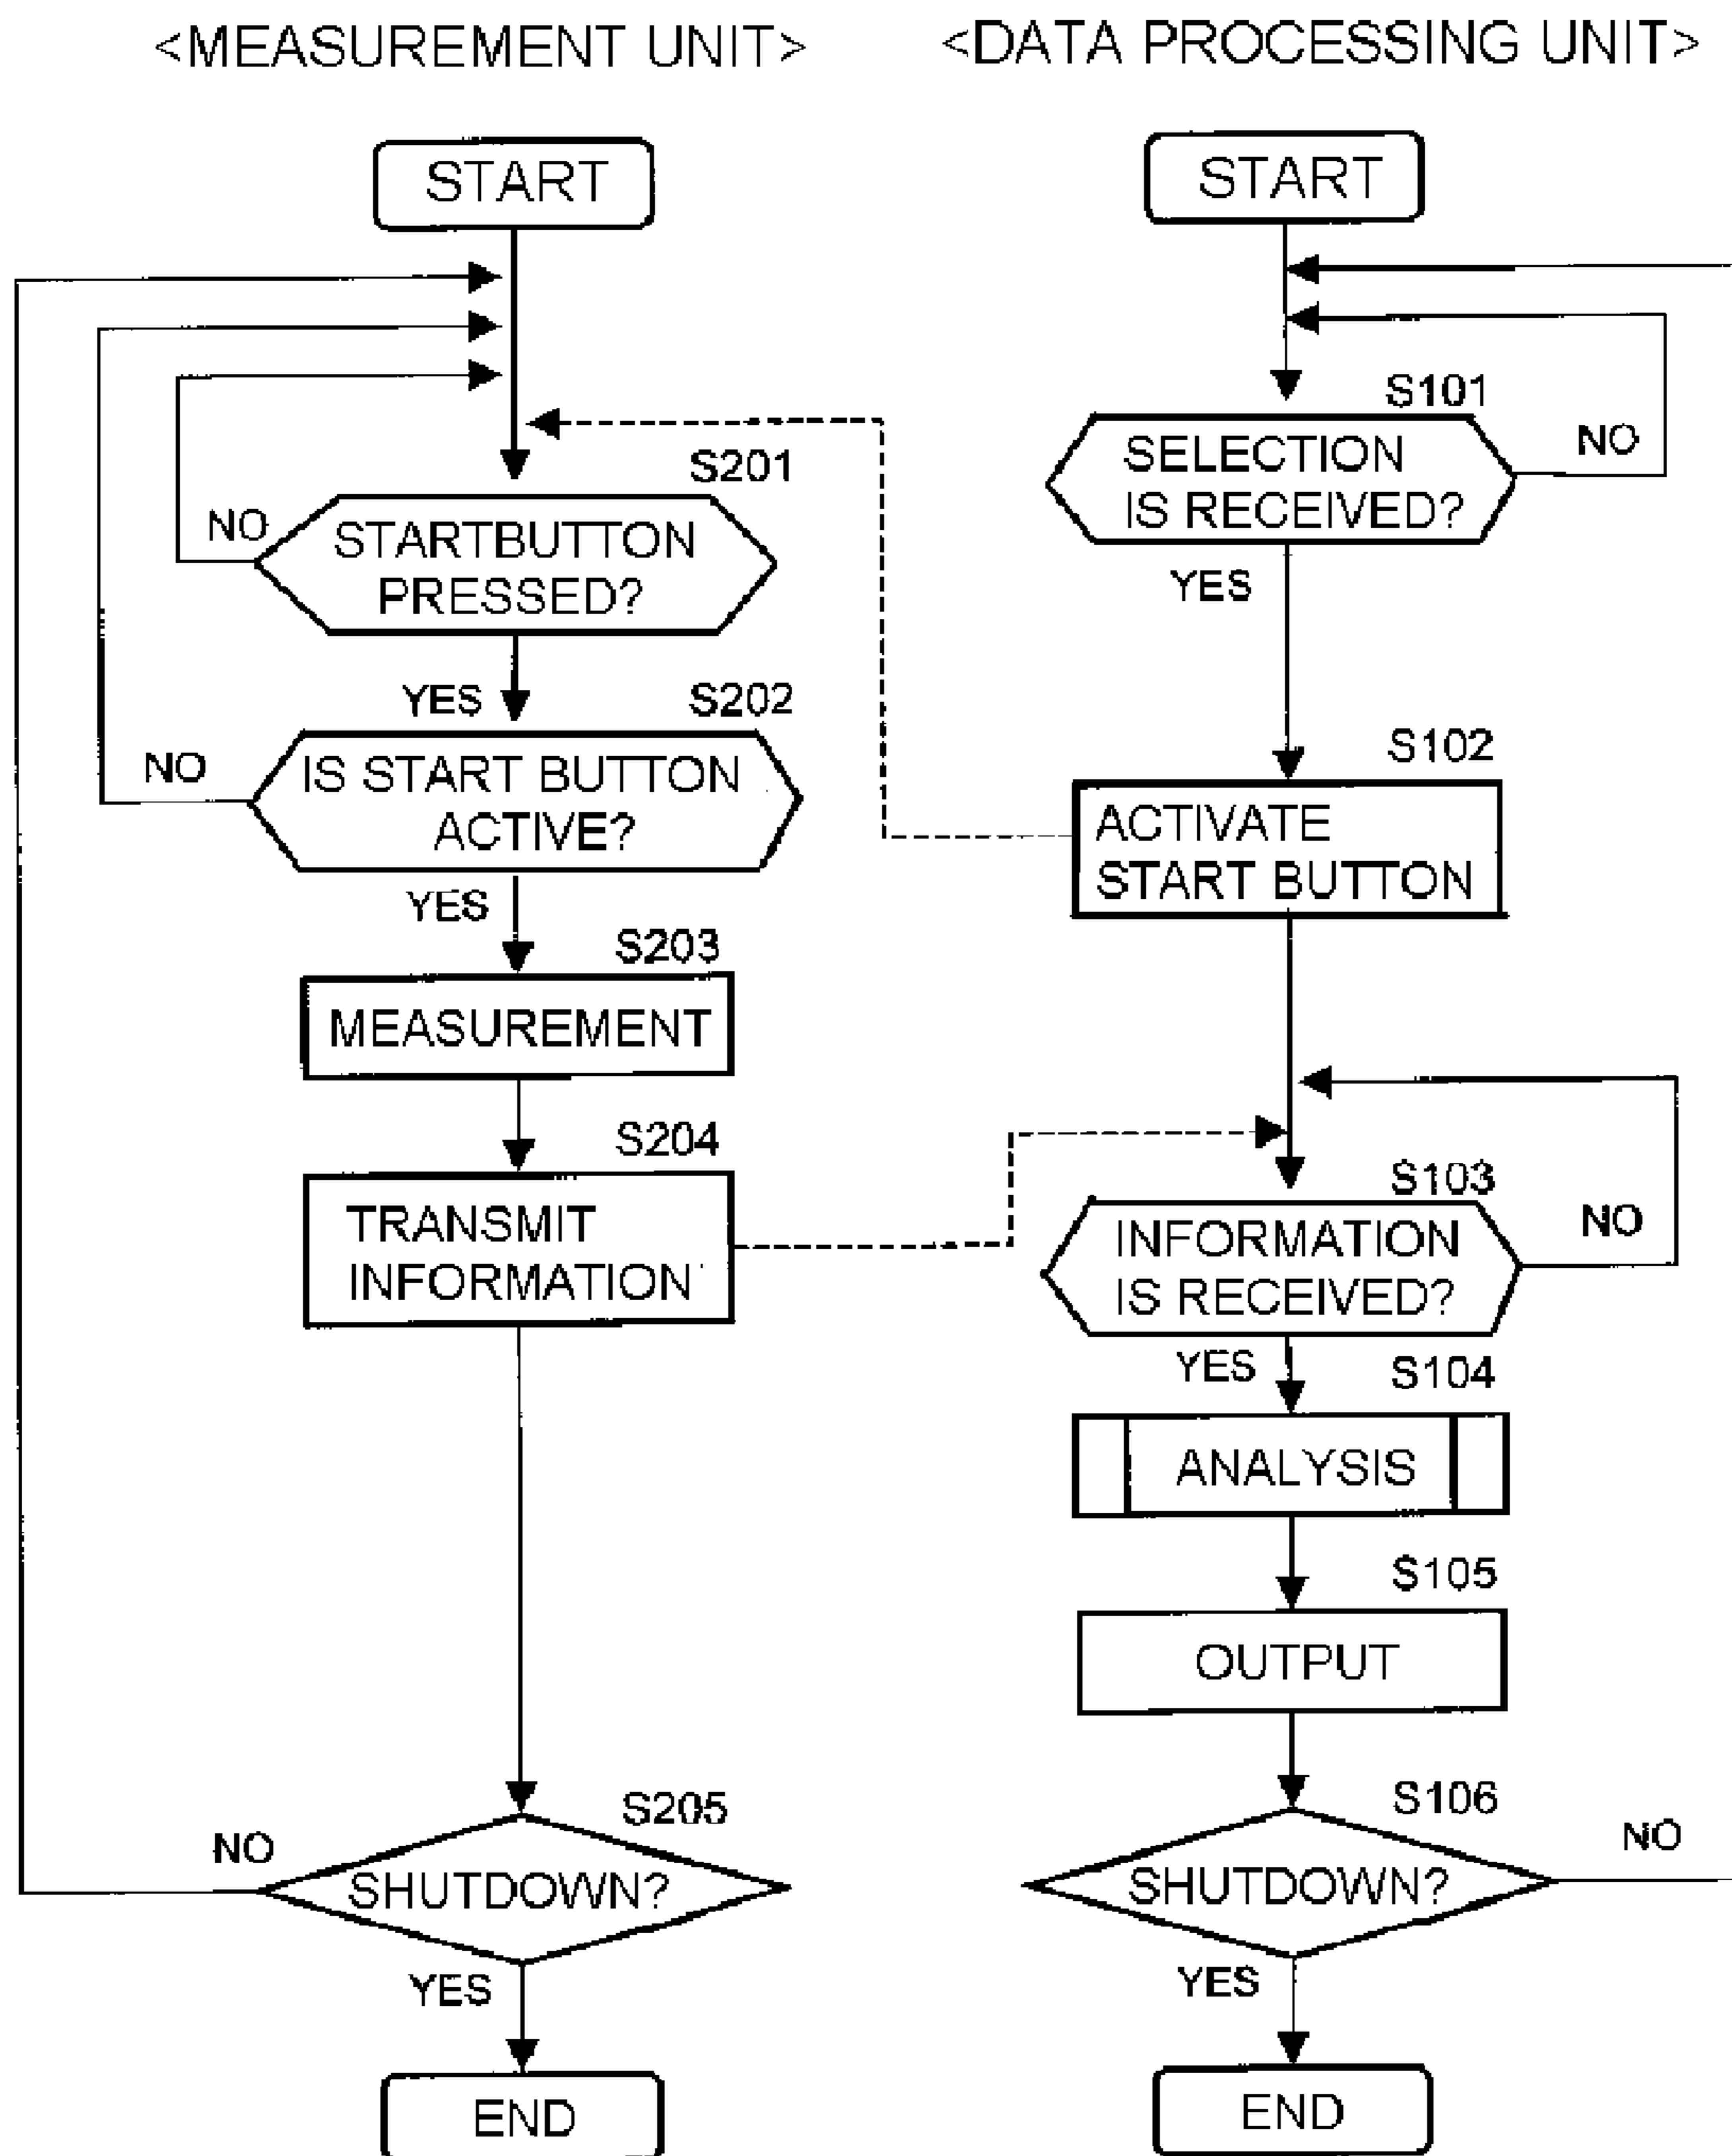 <MEASUREMENT UNIT>
START
S201
NO
STARTBUTTON
PRESSED?
YES
S202
NO
IS START BUTTON
ACTIVE?
YES
S203
MEASUREMENT
S204
TRANSMIT
INFORMATION
S205
NO
SHUTDOWN?
YES
END
<DATA PROCESSING UNIT>
START
S101
NO
SELECTION
IS RECEIVED?
YES
S102
ACTIVATE
START BUTTON
S103
NO
INFORMATION
IS RECEIVED?
YES
S104
ANALYSIS
S105
OUTPUT
S106
NO
SHUTDOWN?
YES
END